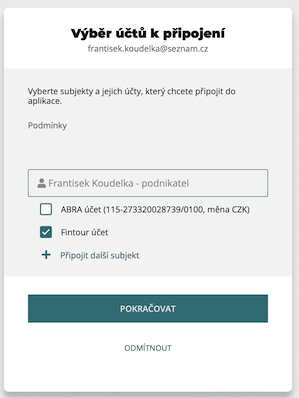 Výběr účtů k připojení
frantisek.koudelka@seznam.cz
Vyberte subjekty a jejich účty, který chcete připojit do
aplikace.
Podmínky
Frantisek Koudelka - podnikatel
ABRA účet (115-273320028739/0100, měna CZK)
Fintour účet
Připojit další subjekt
POKRAČOVAT
ODMÍTNOUT